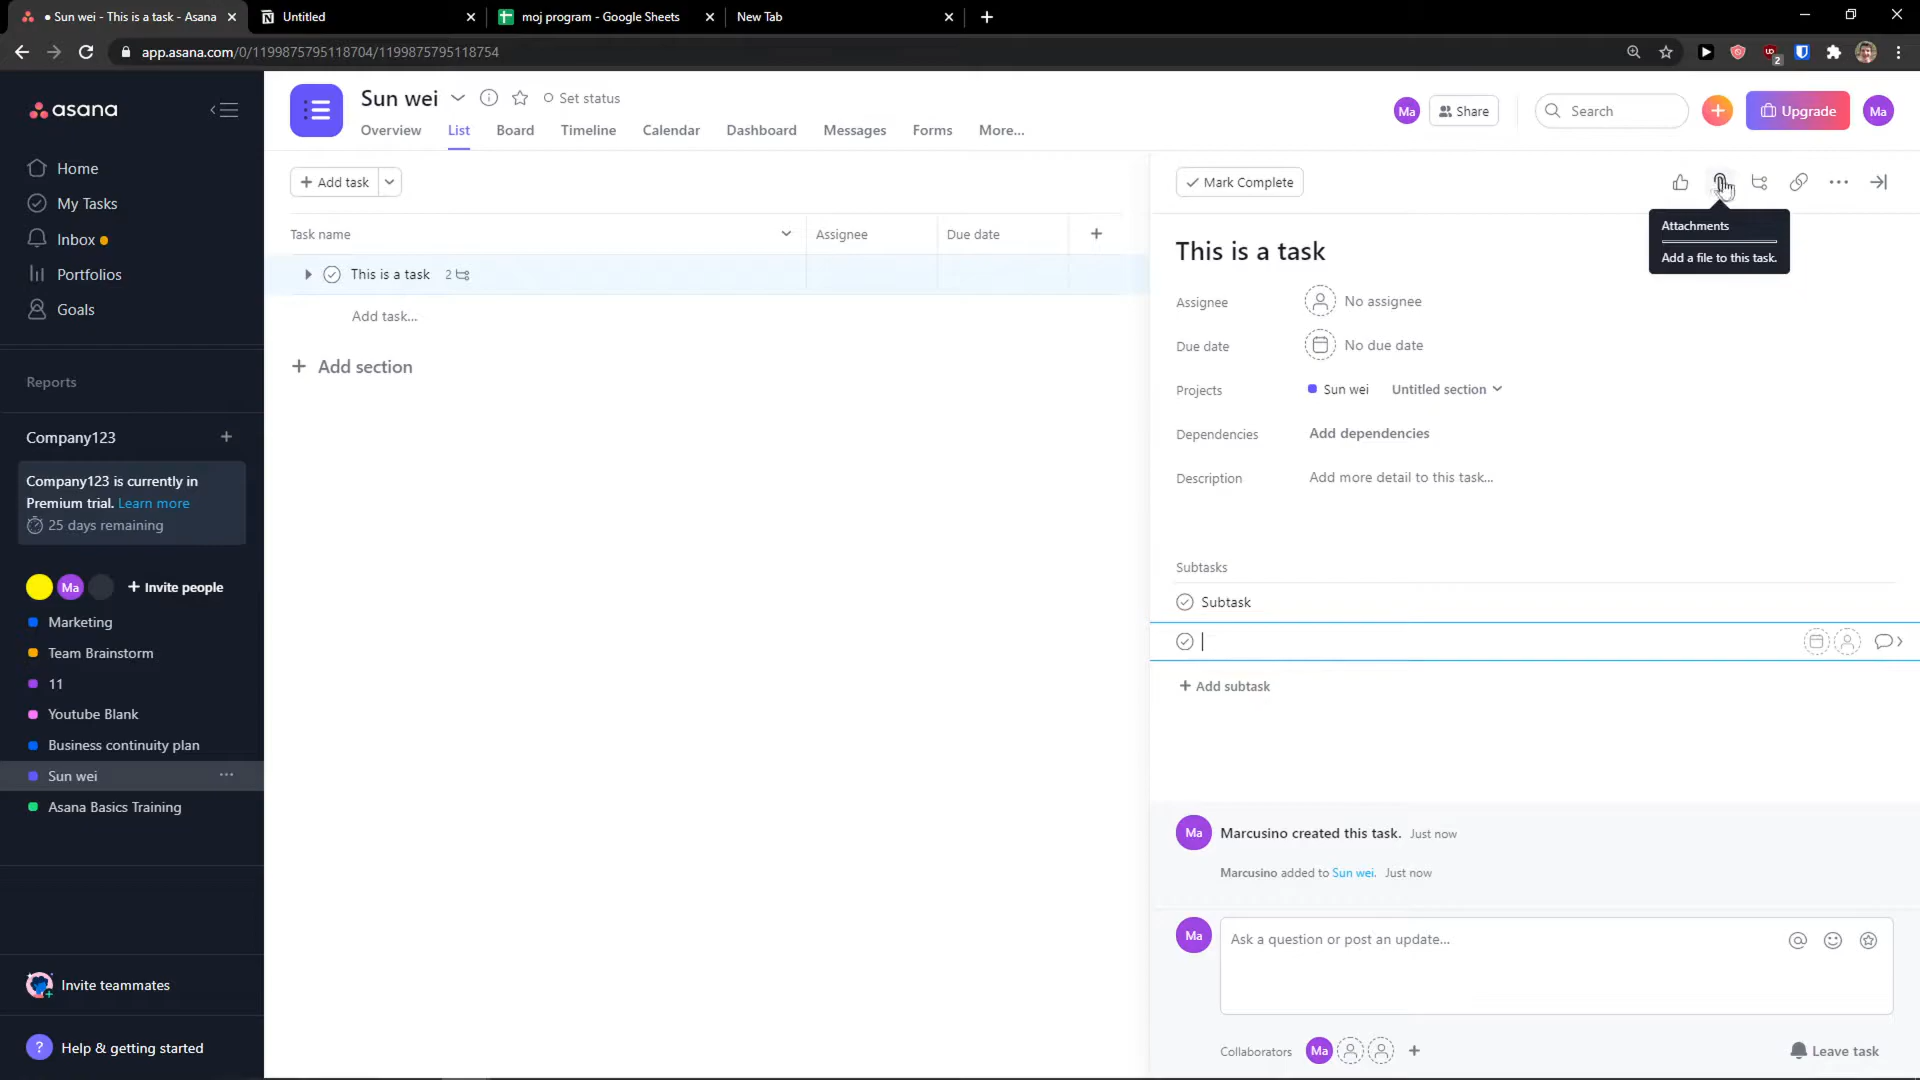 ● Sun wei - This is a task - Asana
Untitled
moj program - Google Sheets
New Tab
app.asana.com/0/1199875795118704/1199875795118754
2
asana
Home
My Tasks
Inbox
Portfolios
Goals
Reports
Company123
Company123 is currently in
Premium trial. Learn more
25 days remaining
Ma
Invite people
Marketing
Team Brainstorm
11
Youtube Blank
Business continuity plan
Sun wei
Asana Basics Training
Invite teammates
? Help & getting started
Sun wei
Set status
Overview
List
Board
Timeline
Calendar
Dashboard
Messages
Forms
More...
Ma
Share
Search
Upgrade
Ma
Add task
Task name
Assignee
Due date
This is a task 2
Add task...
Add section
Mark Complete
Attachments
Add a file to this task.
This is a task
Assignee No assignee
Due date No due date
Projects Sun wei Untitled section
Dependencies Add dependencies
Description Add more detail to this task...
Subtasks
Subtask
Add subtask
Ma Marcusino created this task. Just now
Marcusino added to Sun wei. Just now
Ma Ask a question or post an update...
Collaborators Ma
Leave task